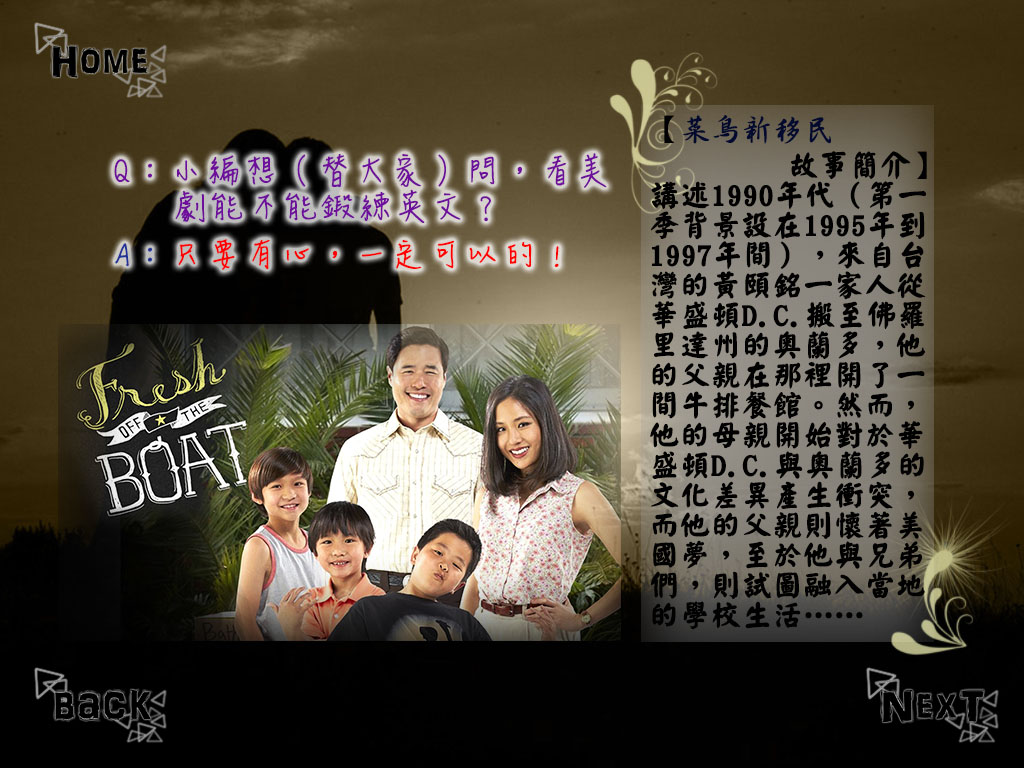 HOME
Q：小編想（替大家）問，看美
劇能不能鍛練英文？
A：只要有心，一定可以的！
Fresh
OFF THE
BOAT
【菜鳥新移民
故事簡介】
講述1990年代（第一
季背景設在1995年到
1997年間），來自台
灣的黃頤銘一家人從
華盛頓D.C.搬至佛羅
里達州的奧蘭多，他
的父親在那裡開了一
間牛排餐館。然而，
他的母親開始對於華
盛頓D.C.與奧蘭多的
文化差異產生衝突，
而他的父親則懷著美
國夢，至於他與兄弟
們，則試圖融入當地
的學校生活⋯⋯
BacK
NEXT